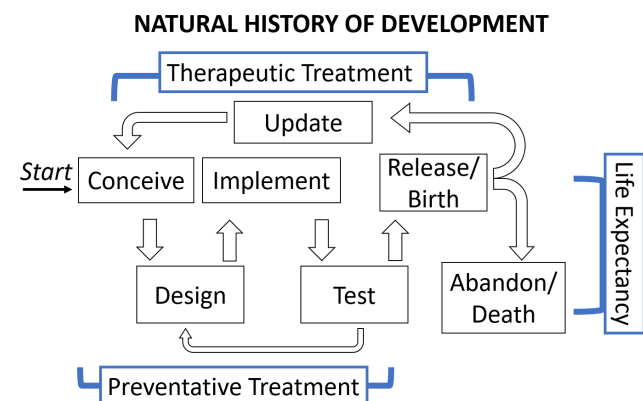 NATURAL HISTORY OF DEVELOPMENT
Therapeutic Treatment
Update
Start
Conceive
Implement
Release/
Birth
Life Expectancy
Design
Test
Abandon/
Death
Preventative Treatment